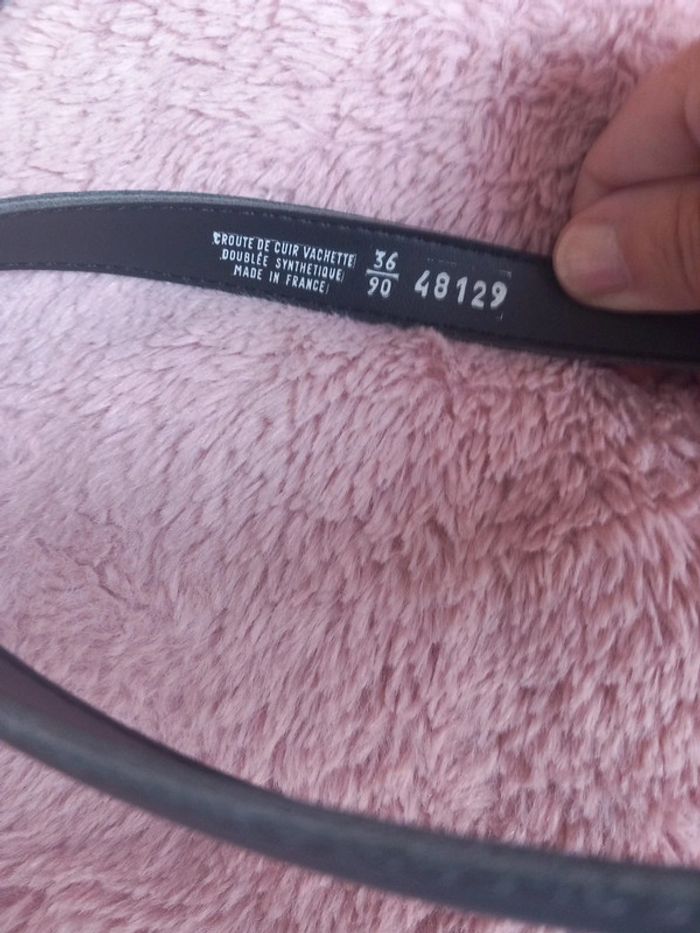 CROUTE DE CUIR VACHETTE
DOUBLÉE SYNTHETIQUE
MADE IN FRANCE
36
90
48129